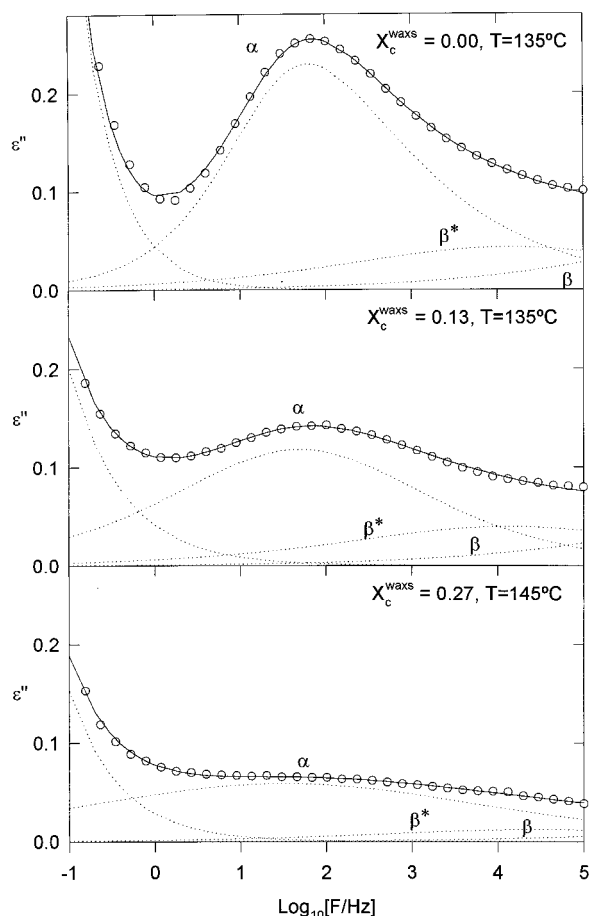 α
X_c^waxs = 0.00, T=135ºC
0.2
ε"
0.1
β*
β
0.0
X_c^waxs = 0.13, T=135ºC
0.2
α
ε"
0.1
β*
β
0.0
X_c^waxs = 0.27, T=145ºC
0.2
ε"
0.1
α
β*
β
0.0
-1 0 1 2 3 4 5
Log₁₀[F/Hz]